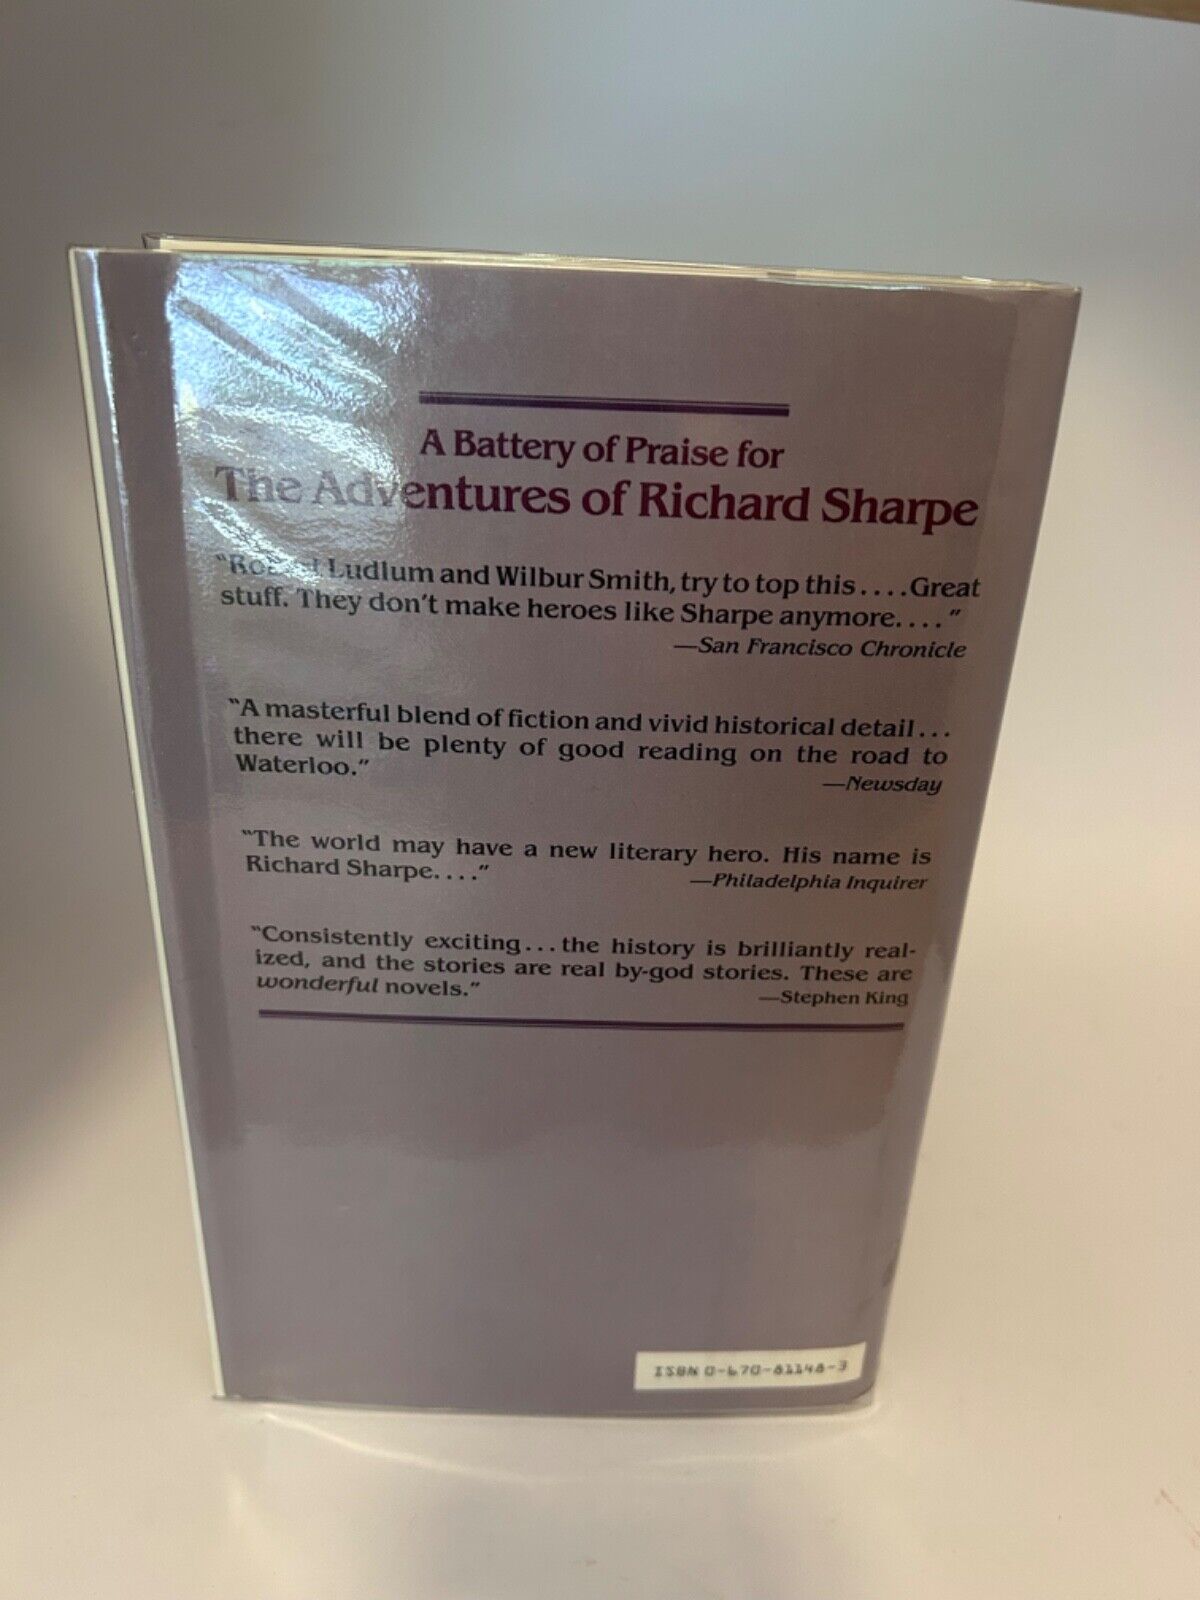 A Battery of Praise for
The Adventures of Richard Sharpe
"Robert Ludlum and Wilbur Smith, try to top this....Great
stuff. They don't make heroes like Sharpe anymore...."
—San Francisco Chronicle
"A masterful blend of fiction and vivid historical detail...
there will be plenty of good reading on the road to
Waterloo."
—Newsday
"The world may have a new literary hero. His name is
Richard Sharpe...."
—Philadelphia Inquirer
"Consistently exciting...the history is brilliantly real-
ized, and the stories are real by-god stories. These are
wonderful novels."
—Stephen King
ISBN 0-670-81148-3